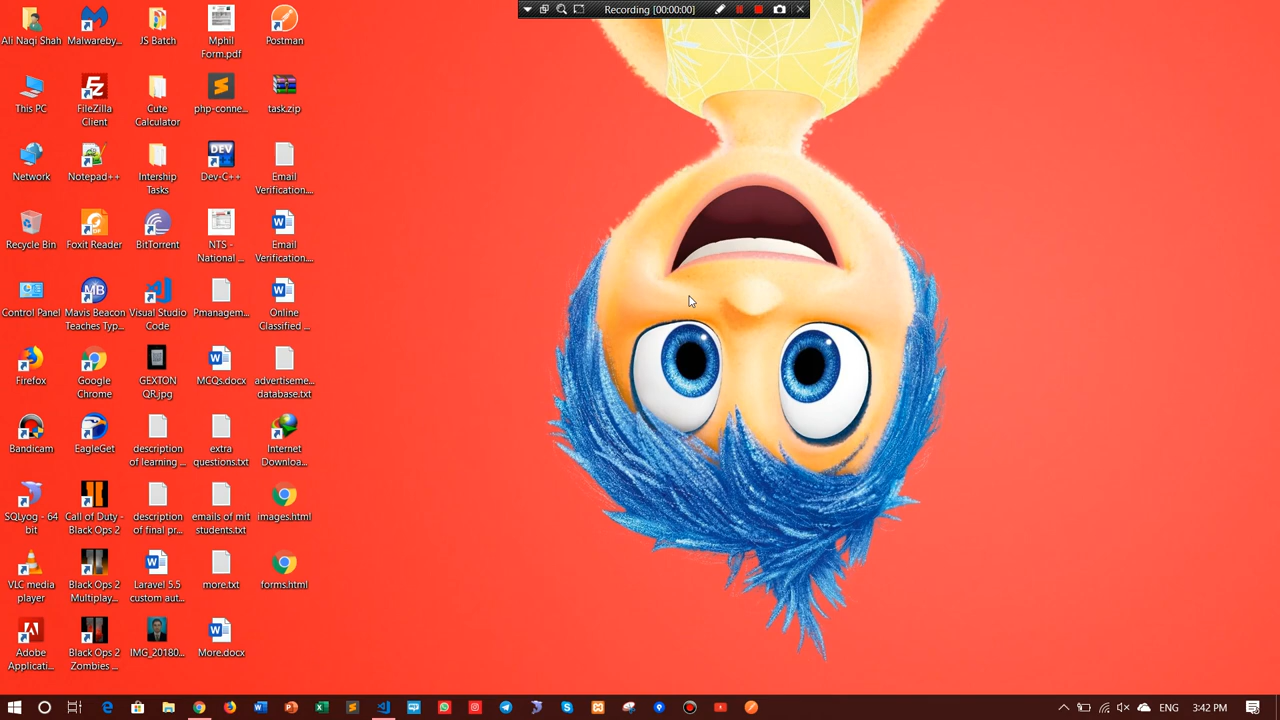 Recording [00:00:00]
Ali Naqi Shah
Malwareby...
JS Batch
Mphil
Form.pdf
Postman
This PC
FileZilla
Client
Cute
Calculator
php-conne...
task.zip
Network
Notepad++
Intership
Tasks
Dev-C++
Email
Verification....
Recycle Bin
Foxit Reader
BitTorrent
NTS -
National ...
Email
Verification....
Control Panel
Mavis Beacon
Teaches Typ...
Visual Studio
Code
Pmanagem...
Online
Classified ...
Firefox
Google
Chrome
GEXTON
QR.jpg
MCQs.docx
advertiseme...
database.txt
Bandicam
EagleGet
description
of learning ...
extra
questions.txt
Internet
Downloa...
SQLyog - 64
bit
Call of Duty -
Black Ops 2
description
of final pr...
emails of mit
students.txt
images.html
VLC media
player
Black Ops 2
Multiplay...
Laravel 5.5
custom aut...
more.txt
forms.html
Adobe
Applicati...
Black Ops 2
Zombies ...
IMG_20180...
More.docx
ENG
3:42 PM